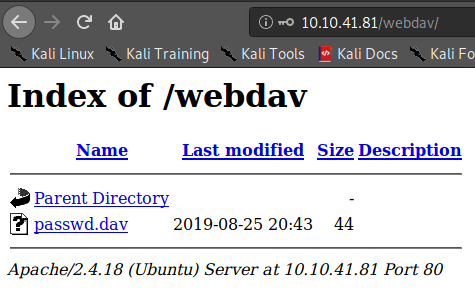 10.10.41.81/webdav/
Kali Linux Kali Training Kali Tools Kali Docs Kali Fo
Index of /webdav
Name Last modified Size Description
Parent Directory -
passwd.dav 2019-08-25 20:43 44
Apache/2.4.18 (Ubuntu) Server at 10.10.41.81 Port 80